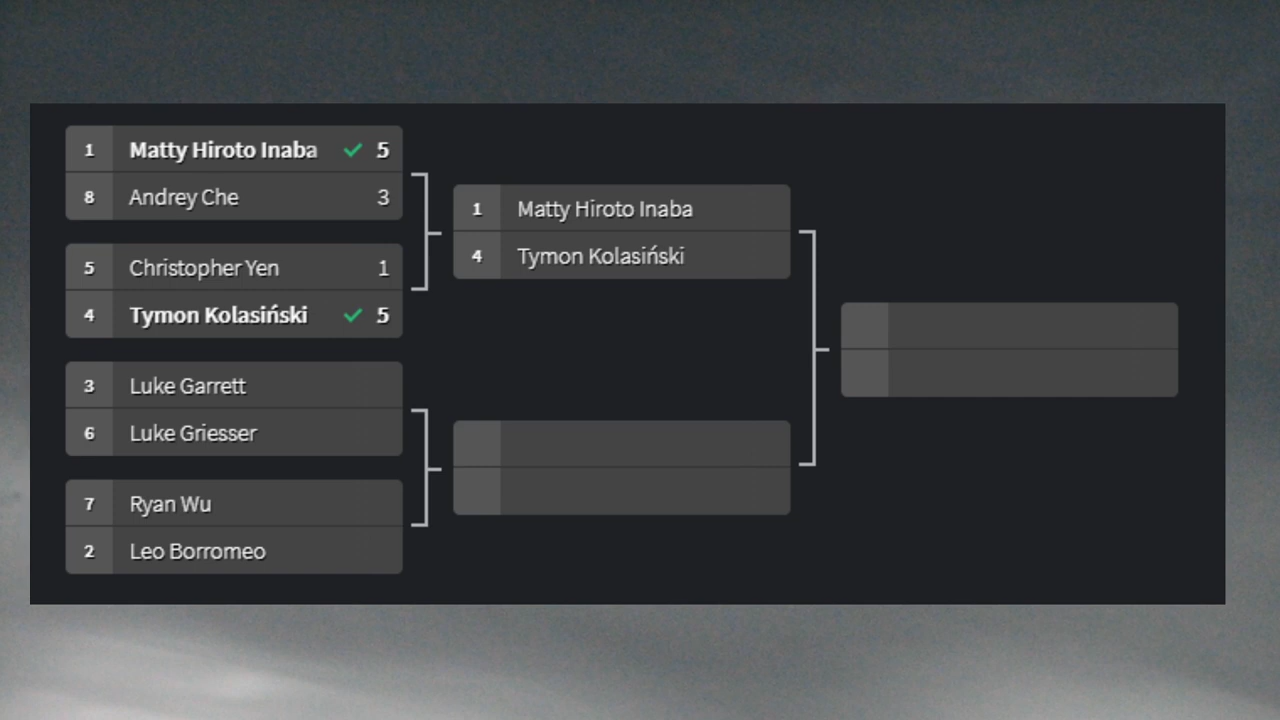 1 Matty Hiroto Inaba 5
8 Andrey Che 3
5 Christopher Yen 1
4 Tymon Kolasiński 5
3 Luke Garrett
6 Luke Griesser
7 Ryan Wu
2 Leo Borromeo
1 Matty Hiroto Inaba
4 Tymon Kolasiński